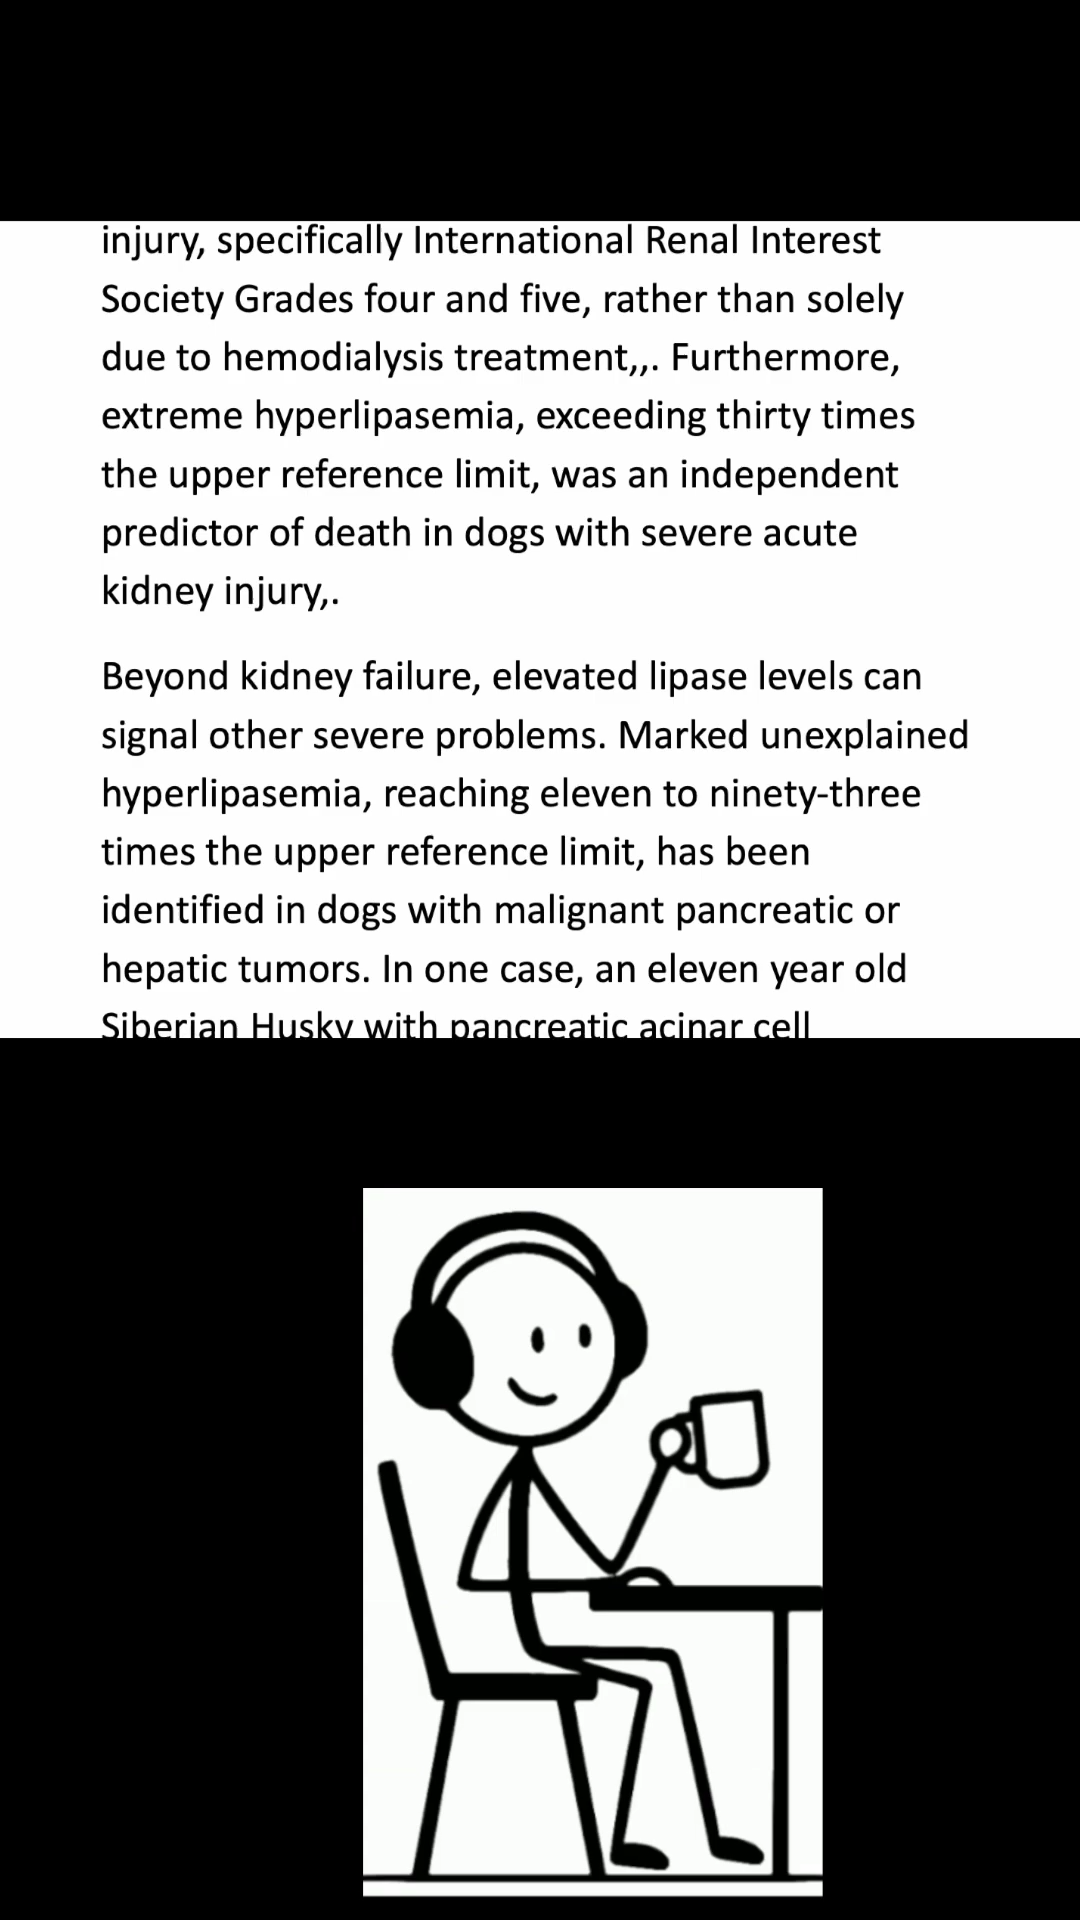 injury, specifically International Renal Interest
Society Grades four and five, rather than solely
due to hemodialysis treatment,,. Furthermore,
extreme hyperlipasemia, exceeding thirty times
the upper reference limit, was an independent
predictor of death in dogs with severe acute
kidney injury,.
Beyond kidney failure, elevated lipase levels can
signal other severe problems. Marked unexplained
hyperlipasemia, reaching eleven to ninety-three
times the upper reference limit, has been
identified in dogs with malignant pancreatic or
hepatic tumors. In one case, an eleven year old
Siberian Husky with pancreatic acinar cell